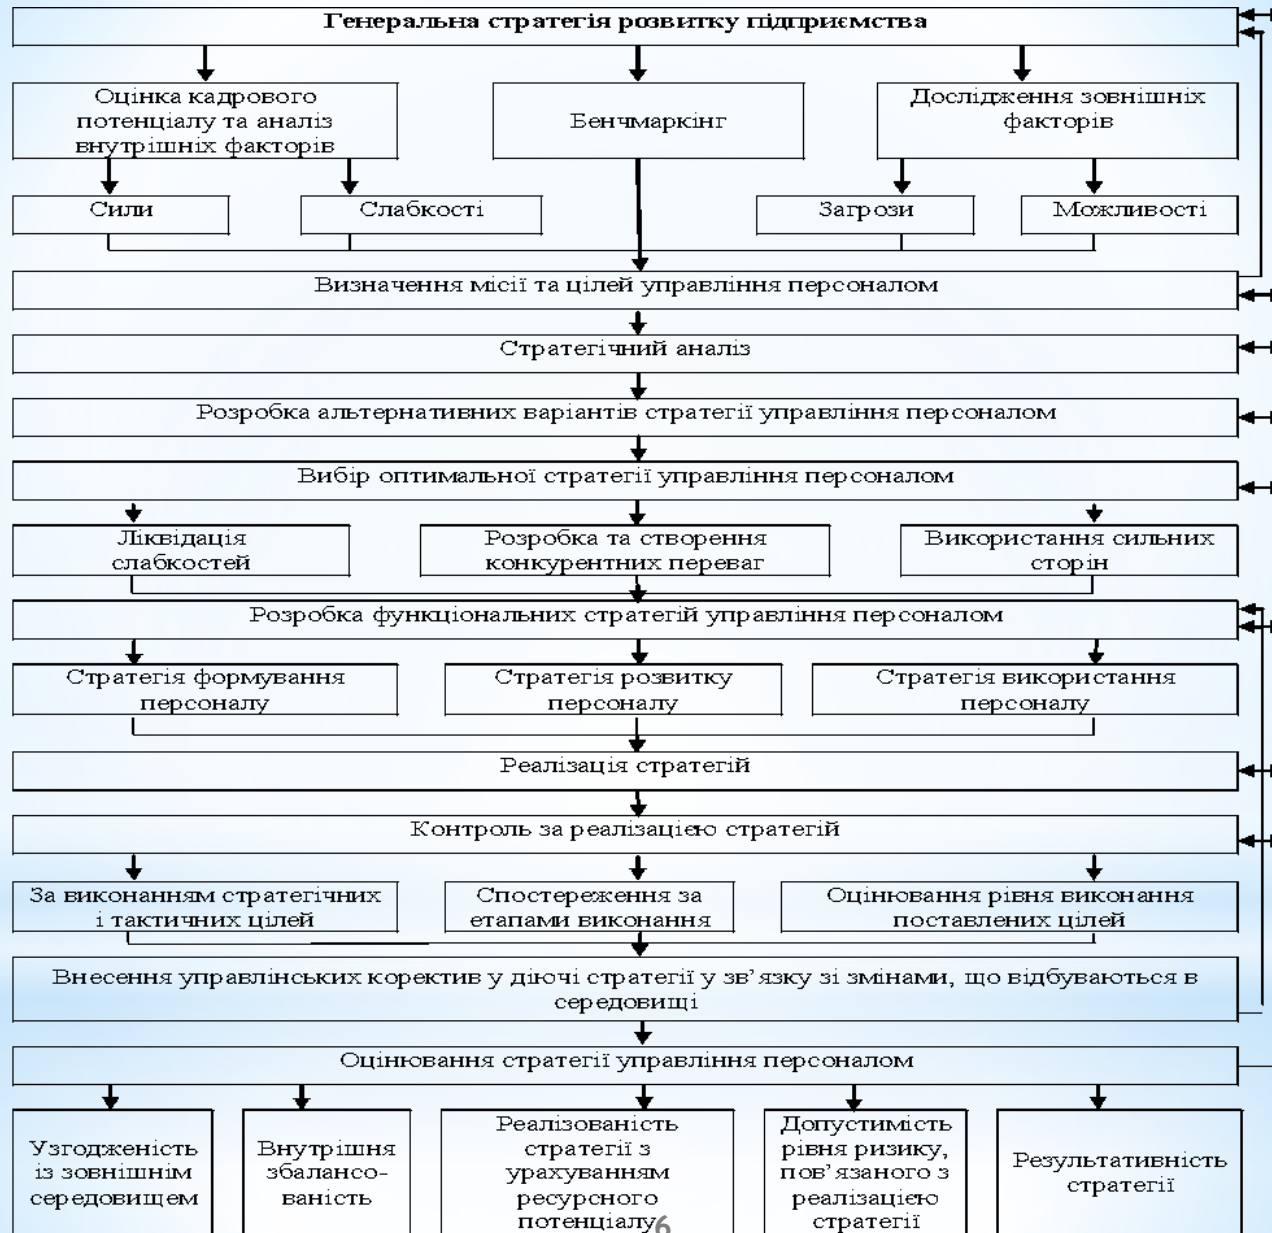 Генеральна стратегія розвитку підприємства
Оцінка кадрового
потенціалу та аналіз
внутрішніх факторів
Бенчмаркінг
Дослідження зовнішніх
факторів
Сили
Слабкості
Загрози
Можливості
Визначення місії та цілей управління персоналом
Стратегічний аналіз
Розробка альтернативних варіантів стратегії управління персоналом
Вибір оптимальної стратегії управління персоналом
Ліквідація
слабкостей
Розробка та створення
конкурентних переваг
Використання сильних
сторін
Розробка функціональних стратегій управління персоналом
Стратегія формування
персоналу
Стратегія розвитку
персоналу
Стратегія використання
персоналу
Реалізація стратегій
Контроль за реалізацією стратегій
За виконанням стратегічних
і тактичних цілей
Спостереження за
етапами виконання
Оцінювання рівня виконання
поставлених цілей
Внесення управлінських коректив у діючі стратегії у зв’язку зі змінами, що відбуваються в
середовищі
Оцінювання стратегії управління персоналом
Узгодженість
із зовнішнім
середовищем
Внутрішня
збалансо-
ваність
Реалізованість
стратегії з
урахуванням
ресурсного
потенціалу
Допустимість
рівня ризику,
пов’язаного з
реалізацією
стратегії
Результативність
стратегії
6